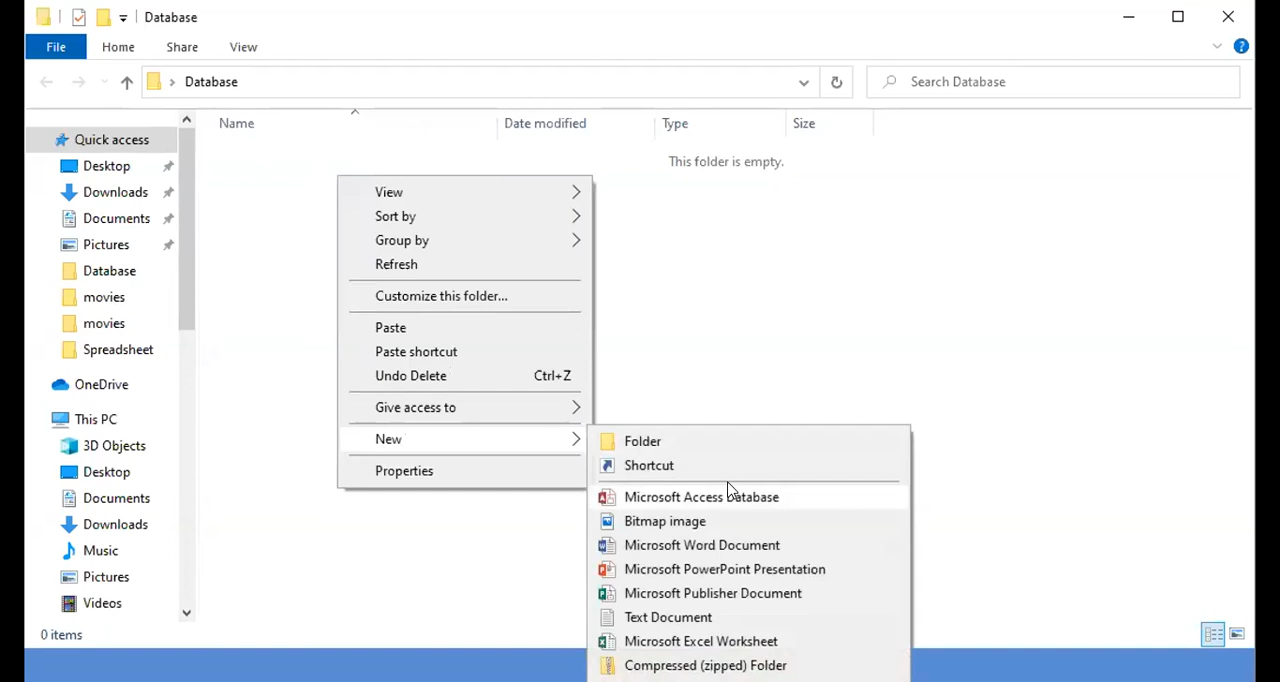 Database
File Home Share View
Database
Search Database
Name Date modified Type Size
This folder is empty.
Quick access
Desktop
Downloads
Documents
Pictures
Database
movies
movies
Spreadsheet
OneDrive
This PC
3D Objects
Desktop
Documents
Downloads
Music
Pictures
Videos
0 items
View
Sort by
Group by
Refresh
Customize this folder...
Paste
Paste shortcut
Undo Delete Ctrl+Z
Give access to
New
Properties
Folder
Shortcut
Microsoft Access Database
Bitmap image
Microsoft Word Document
Microsoft PowerPoint Presentation
Microsoft Publisher Document
Text Document
Microsoft Excel Worksheet
Compressed (zipped) Folder